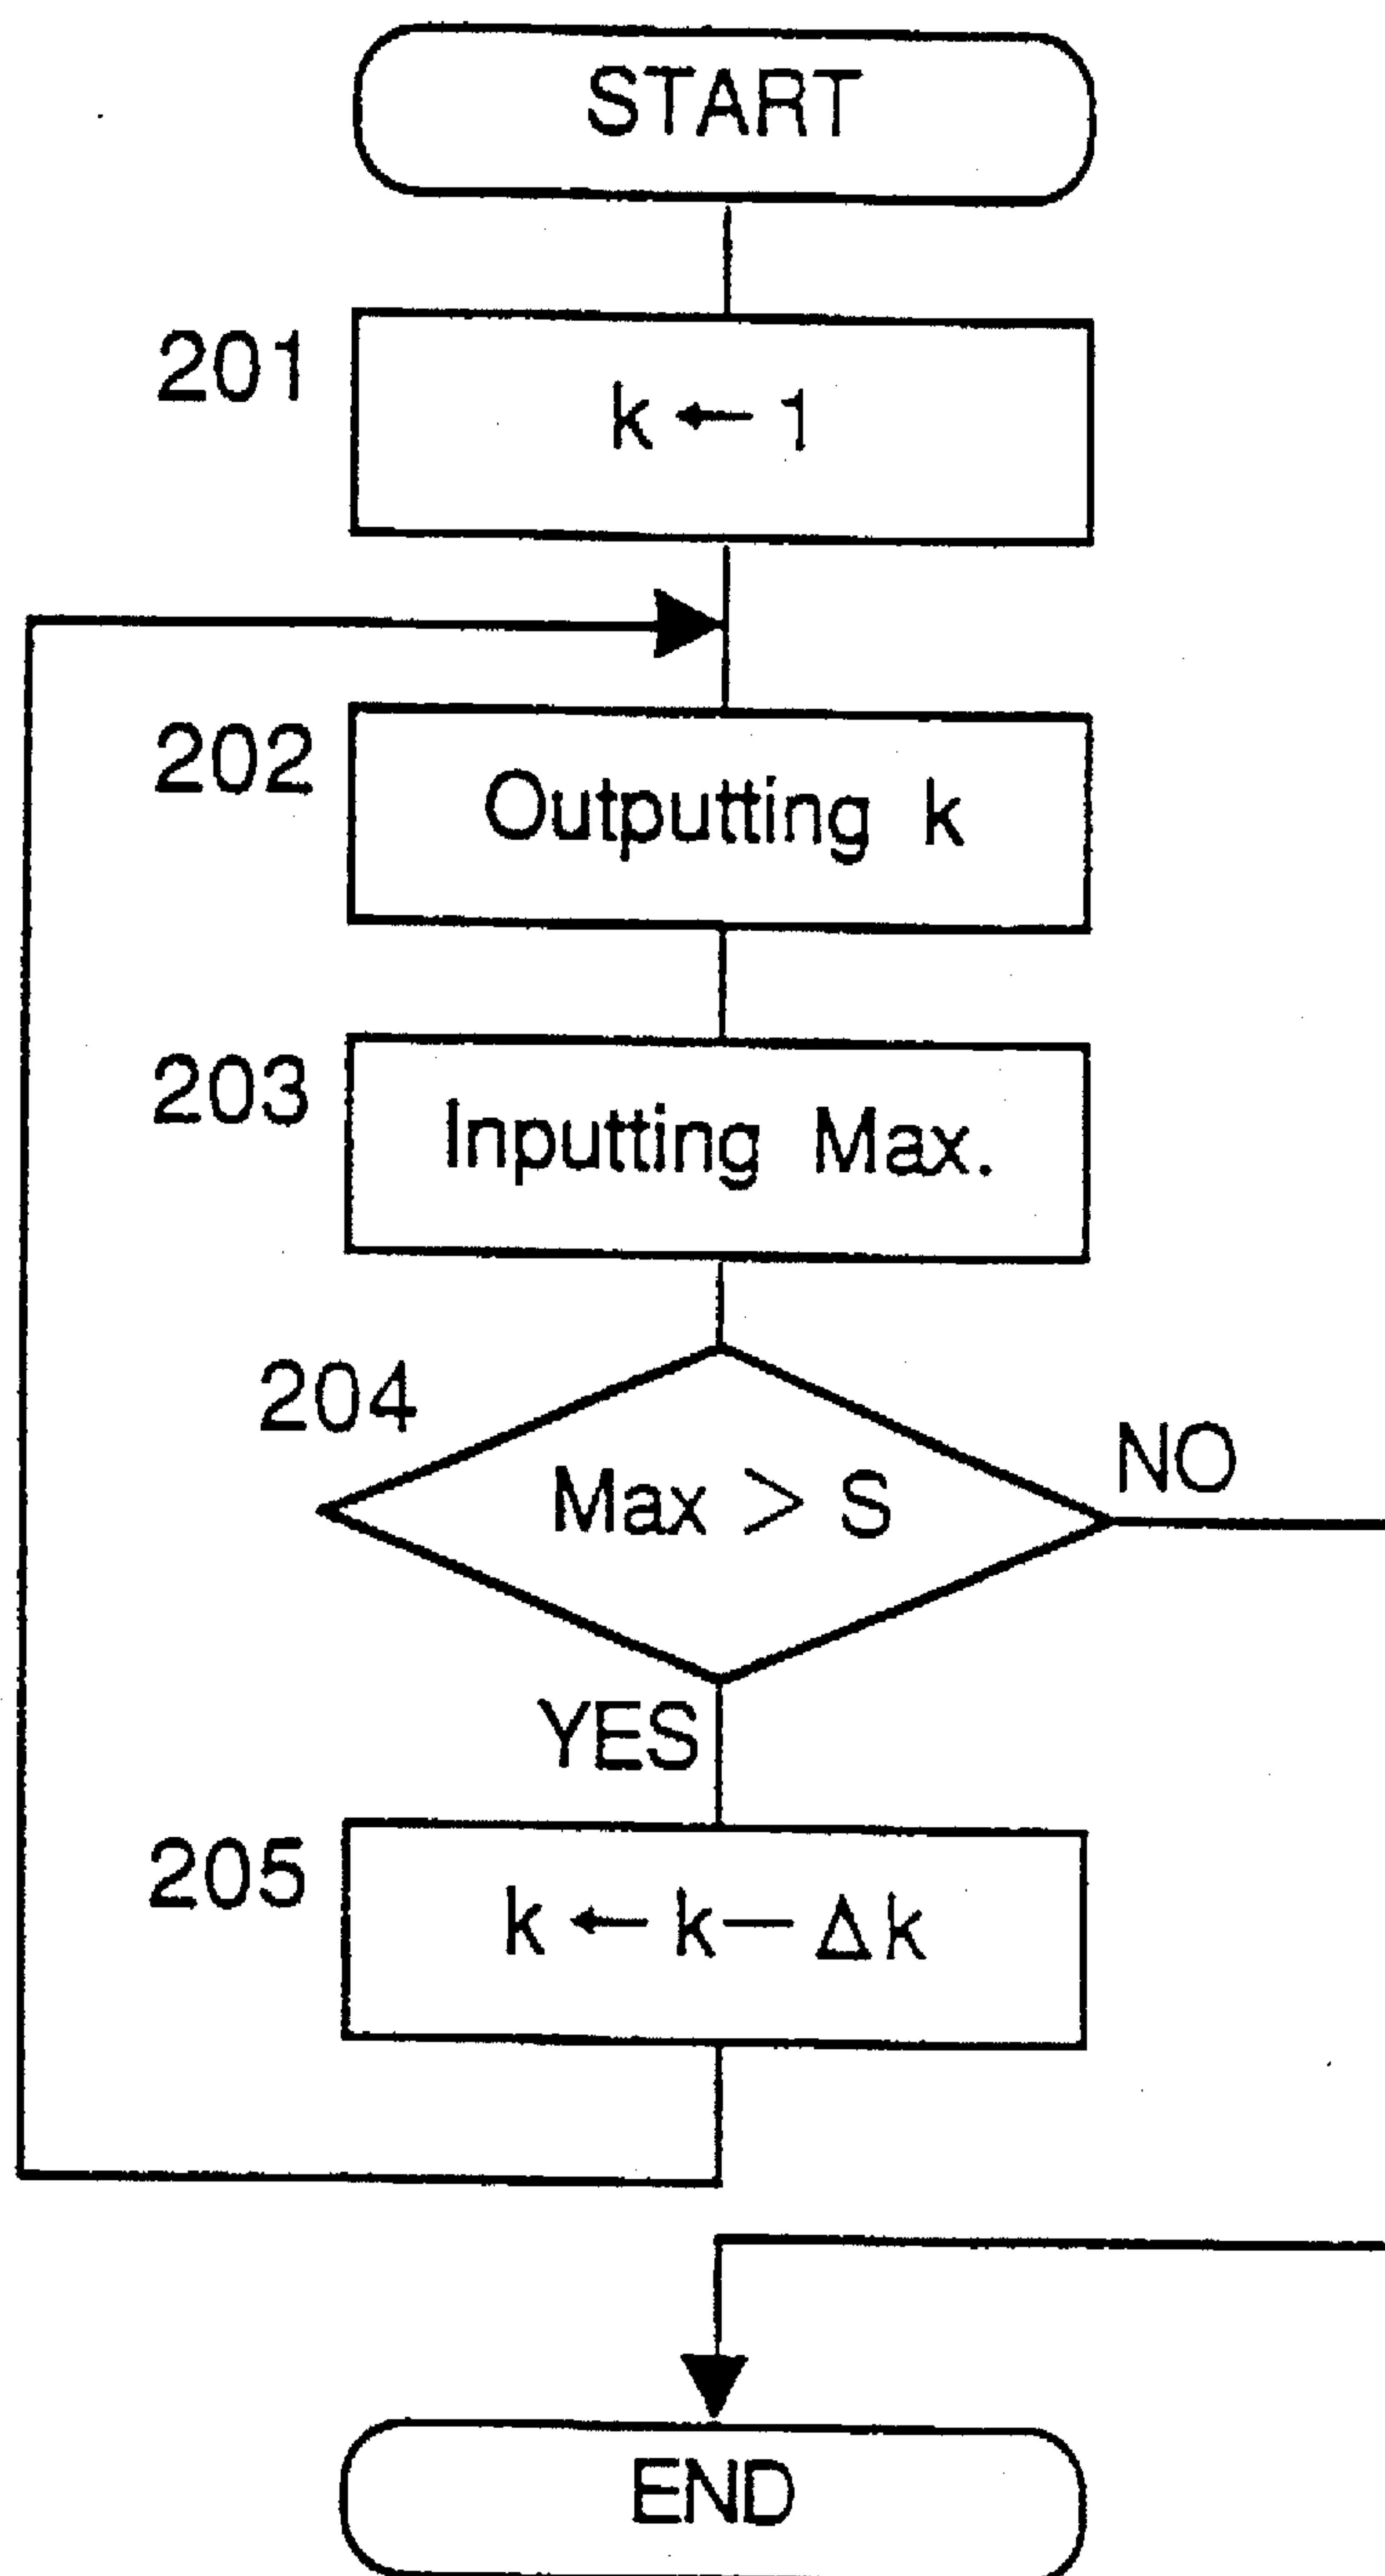 START
201
k ← 1
202
Outputting k
203
Inputting Max.
204
Max > S
NO
YES
205
k ← k − Δk
END